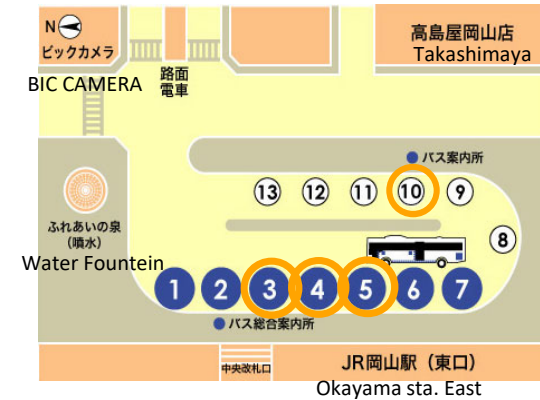 N
ビックカメラ
BIC CAMERA
路面
電車
高島屋岡山店
Takashimaya
バス案内所
13 12 11 10 9
8
ふれあいの泉
(噴水)
Water Fountein
1 2 3 4 5 6 7
バス総合案内所
中央改札口
JR岡山駅（東口）
Okayama sta. East